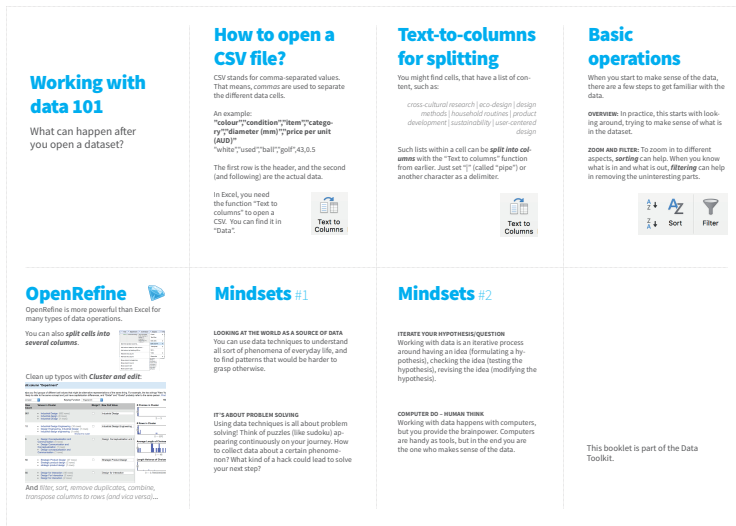 Working with
data 101
What can happen after
you open a dataset?
How to open a
CSV file?
CSV stands for comma-separated values.
That means, commas are used to separate
the different data cells.
An example:
"colour","condition","item","catego-
ry","diameter (mm)","price per unit
(AUD)"
"white","used","ball","golf",43,0.5
The first row is the header, and the second
(and following) are the actual data.
In Excel, you need
the function "Text to
columns" to open a
CSV. You can find it in
"Data".
Text to
Columns
Text-to-columns
for splitting
You might find cells, that have a list of con-
tent, such as:
cross-cultural research | eco-design | design
methods | household routines | product
development | sustainability | user-centered
design
Such lists within a cell can be split into col-
umns with the "Text to columns" function
from earlier. Just set "|" (called "pipe") or
another character as a delimiter.
Text to
Columns
Basic
operations
When you start to make sense of the data,
there are a few steps to get familiar with the
data.
OVERVIEW: In practice, this starts with look-
ing around, trying to make sense of what is
in the dataset.
ZOOM AND FILTER: To zoom in to different
aspects, sorting can help. When you know
what is in and what is out, filtering can help
in removing the uninteresting parts.
Sort
Filter
OpenRefine
OpenRefine is more powerful than Excel for
many types of data operations.
You can also split cells into
several columns.
Clean up types with Cluster and edit:
And filter, sort, remove duplicates, combine,
transpose columns to rows (and vica versa)...
Mindsets #1
LOOKING AT THE WORLD AS A SOURCE OF DATA
You can use data techniques to understand
all sort of phenomena of everyday life, and
to find patterns that would be harder to
grasp otherwise.
IT'S ABOUT PROBLEM SOLVING
Using data techniques is all about problem
solving! Think of puzzles (like sudoku) ap-
pearing continuously on your journey. How
to collect data about a certain phenome-
non? What kind of a hack could lead to solve
your next step?
Mindsets #2
ITERATE YOUR HYPOTHESIS/QUESTION
Working with data is an iterative process
around having an idea (formulating a hy-
pothesis), checking the idea (testing the
hypothesis), revising the idea (modifying the
hypothesis).
COMPUTER DO – HUMAN THINK
Working with data happens with computers,
but you provide the brainpower. Computers
are handy as tools, but in the end you are
the one who makes sense of the data.
This booklet is part of the Data
Toolkit.